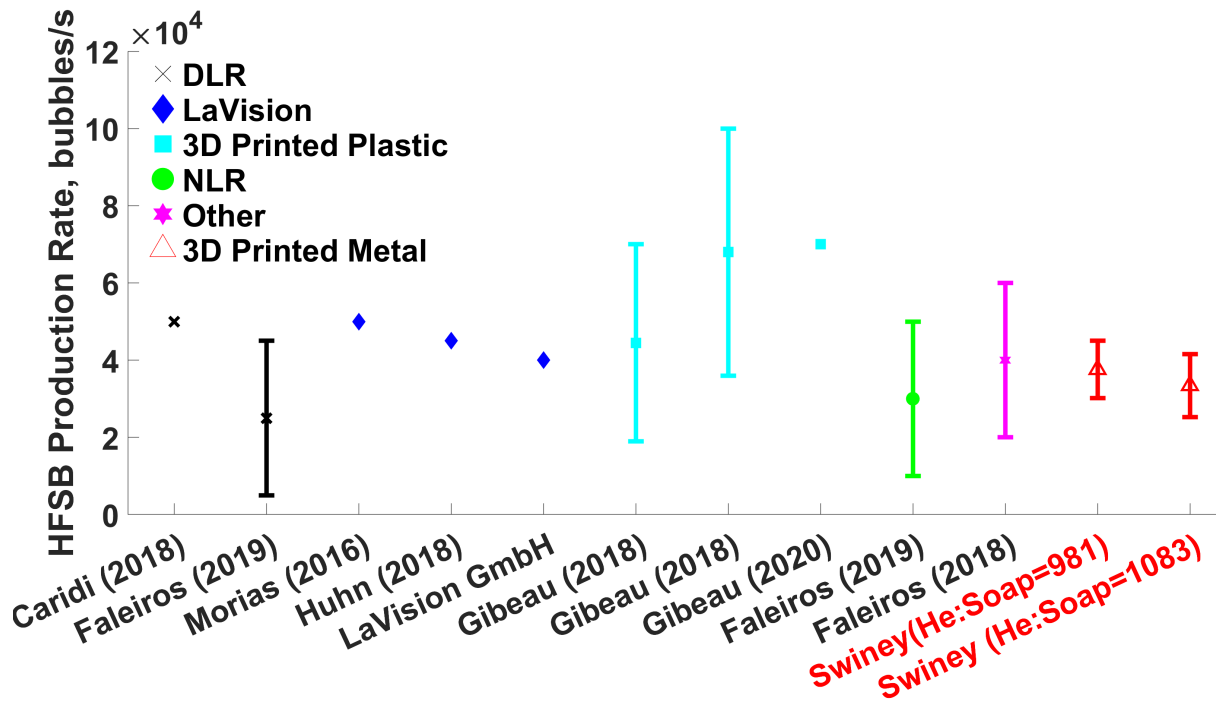 ×10⁴
HFSB Production Rate, bubbles/s
12
10
8
6
4
2
0
DLR
LaVision
3D Printed Plastic
NLR
Other
3D Printed Metal
Caridi (2018)
Faleiros (2019)
Morias (2016)
Huhn (2018)
LaVision GmbH
Gibeau (2018)
Gibeau (2018)
Gibeau (2020)
Faleiros (2019)
Faleiros (2018)
Swiney(He:Soap=981)
Swiney (He:Soap=1083)